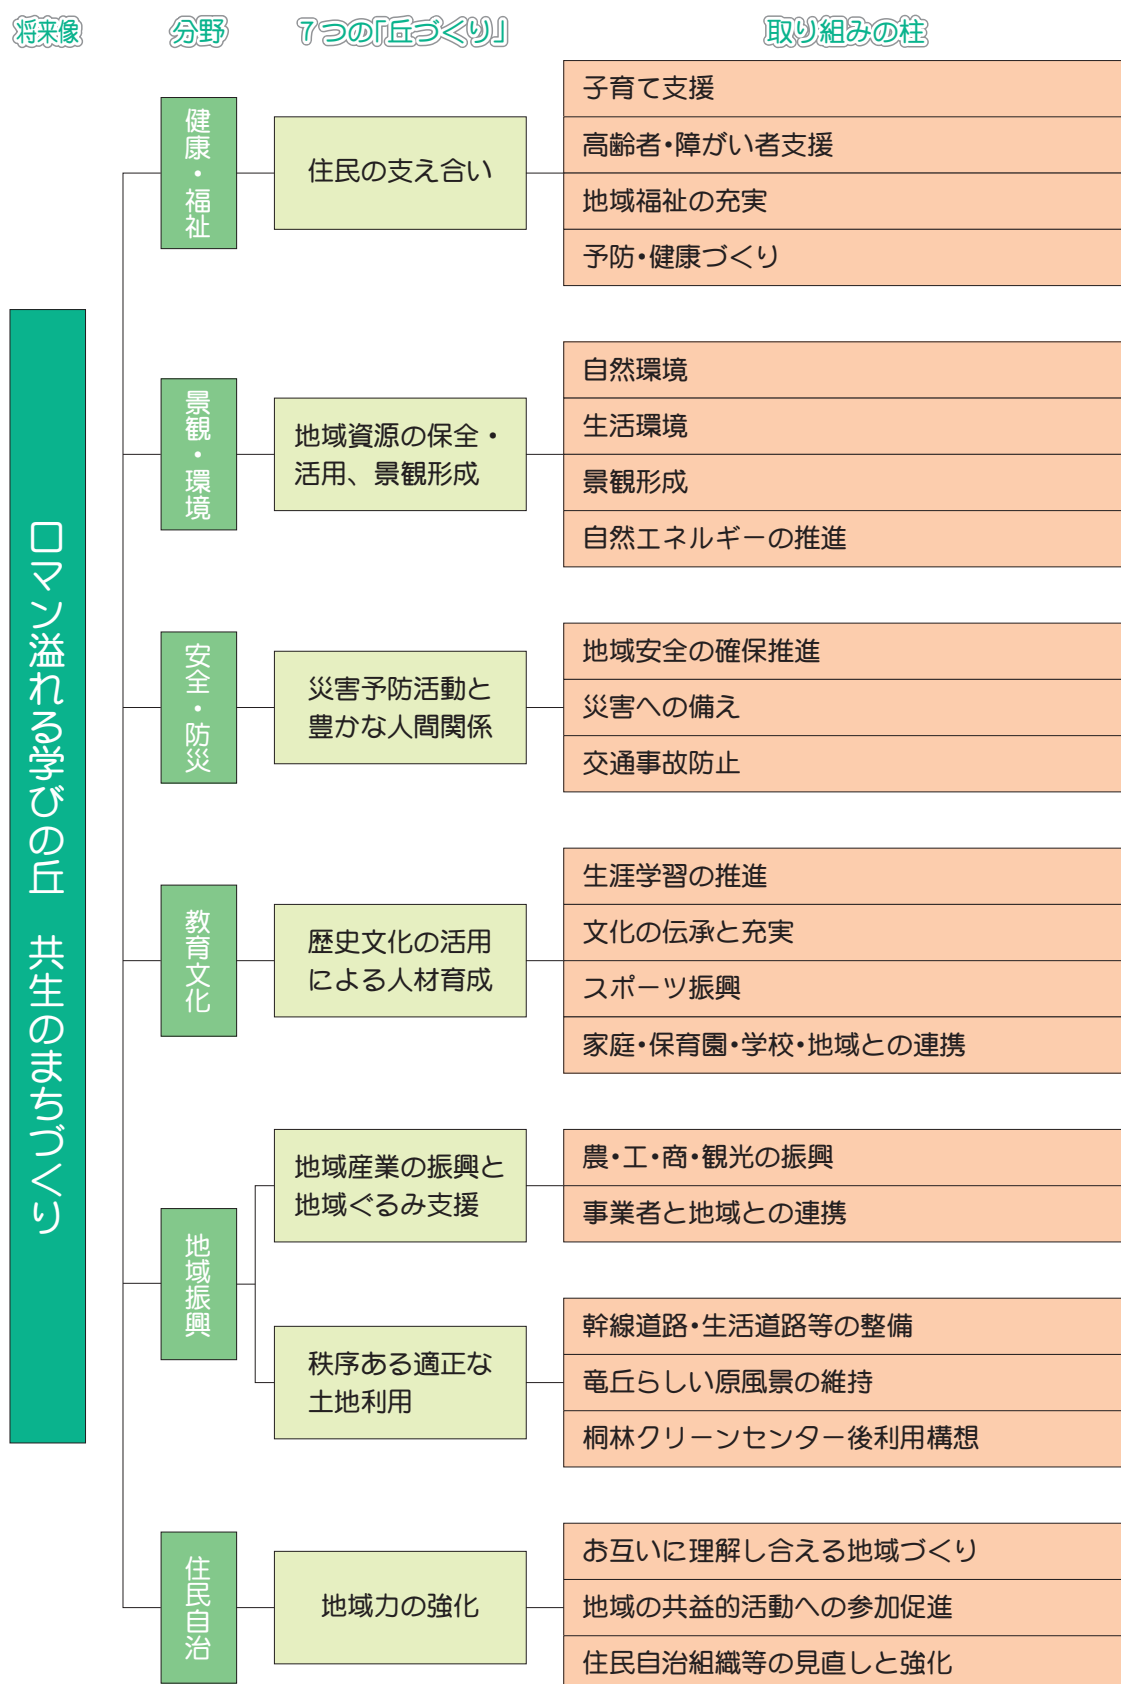 将来像
分野
7つの｢丘づくり｣
取り組みの柱
ロマン溢れる学びの丘　共生のまちづくり
健康・福祉
住民の支え合い
子育て支援
高齢者・障がい者支援
地域福祉の充実
予防・健康づくり
景観・環境
地域資源の保全・
活用、景観形成
自然環境
生活環境
景観形成
自然エネルギーの推進
安全・防災
災害予防活動と
豊かな人間関係
地域安全の確保推進
災害への備え
交通事故防止
教育文化
歴史文化の活用
による人材育成
生涯学習の推進
文化の伝承と充実
スポーツ振興
家庭・保育園・学校・地域との連携
地域振興
地域産業の振興と
地域ぐるみ支援
農・工・商・観光の振興
事業者と地域との連携
秩序ある適正な
土地利用
幹線道路・生活道路等の整備
竜丘らしい原風景の維持
桐林クリーンセンター後利用構想
住民自治
地域力の強化
お互いに理解し合える地域づくり
地域の共益的活動への参加促進
住民自治組織等の見直しと強化